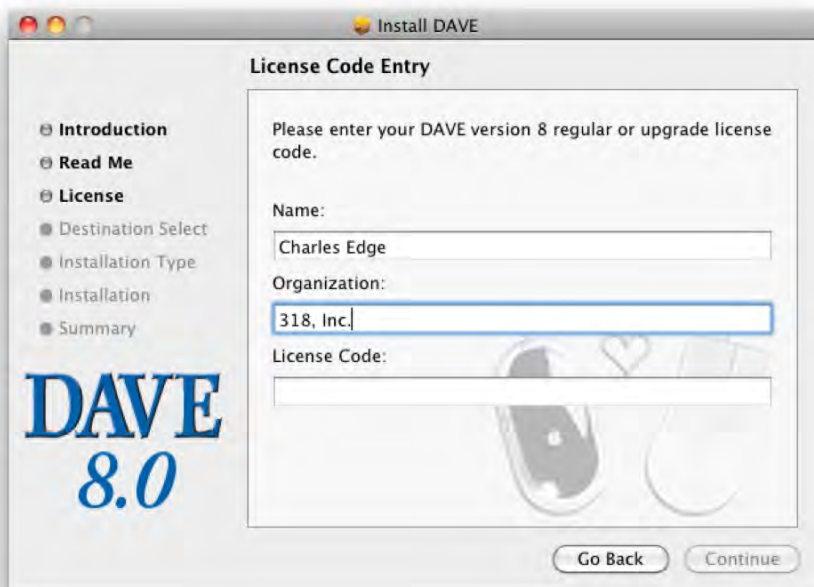 Install DAVE
License Code Entry
Introduction
Read Me
License
Destination Select
Installation Type
Installation
Summary
DAVE
8.0
Please enter your DAVE version 8 regular or upgrade license
code.
Name:
Charles Edge
Organization:
318, Inc.
License Code:
Go Back
Continue